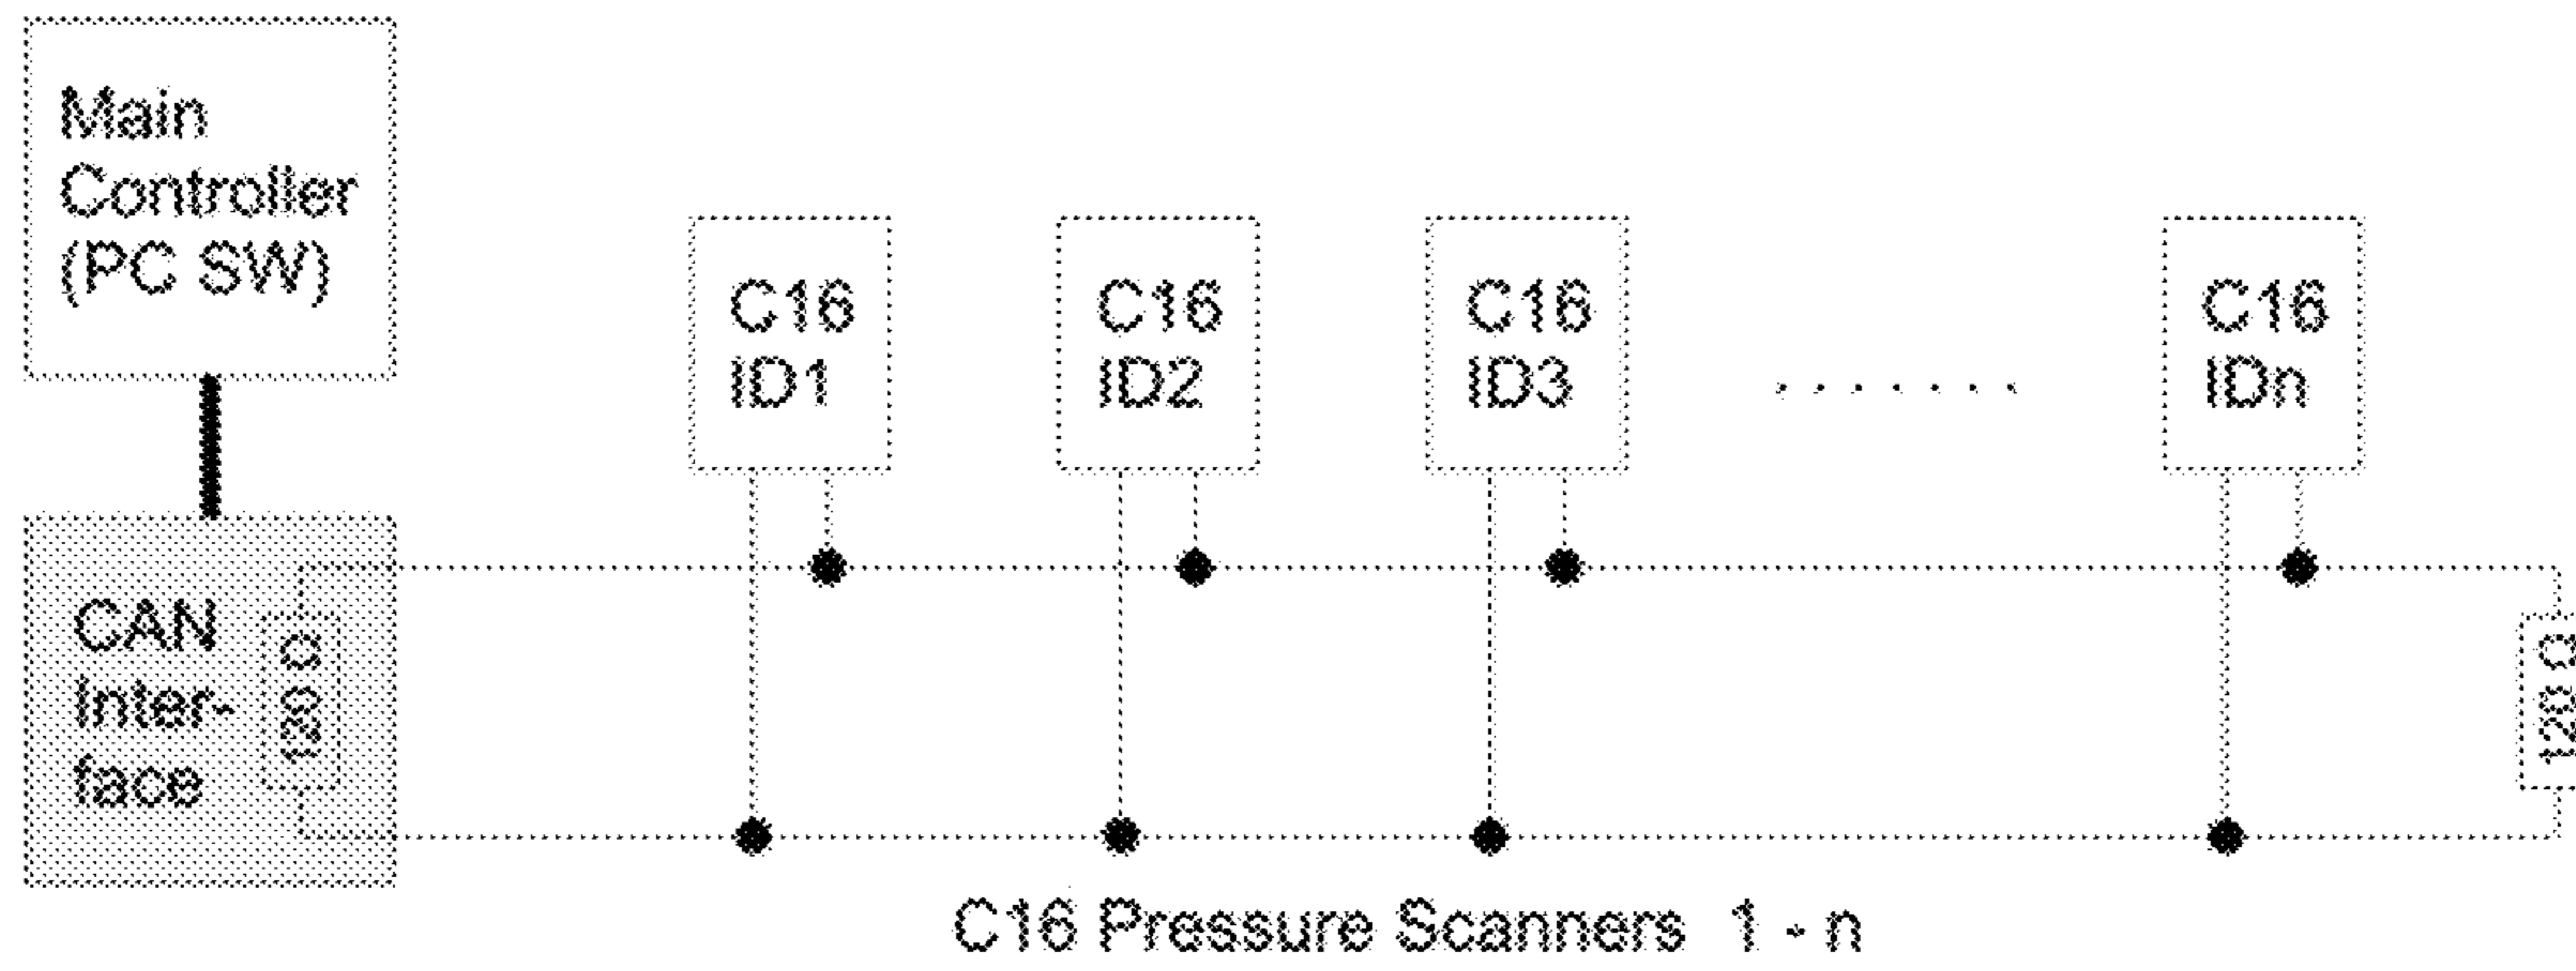 Main
Controller
(PC SW)
C16
ID1
C16
ID2
C16
ID3
.......
C16
IDn
CAN
Inter-
face
120 Ω
120 Ω
C16 Pressure Scanners 1 - n